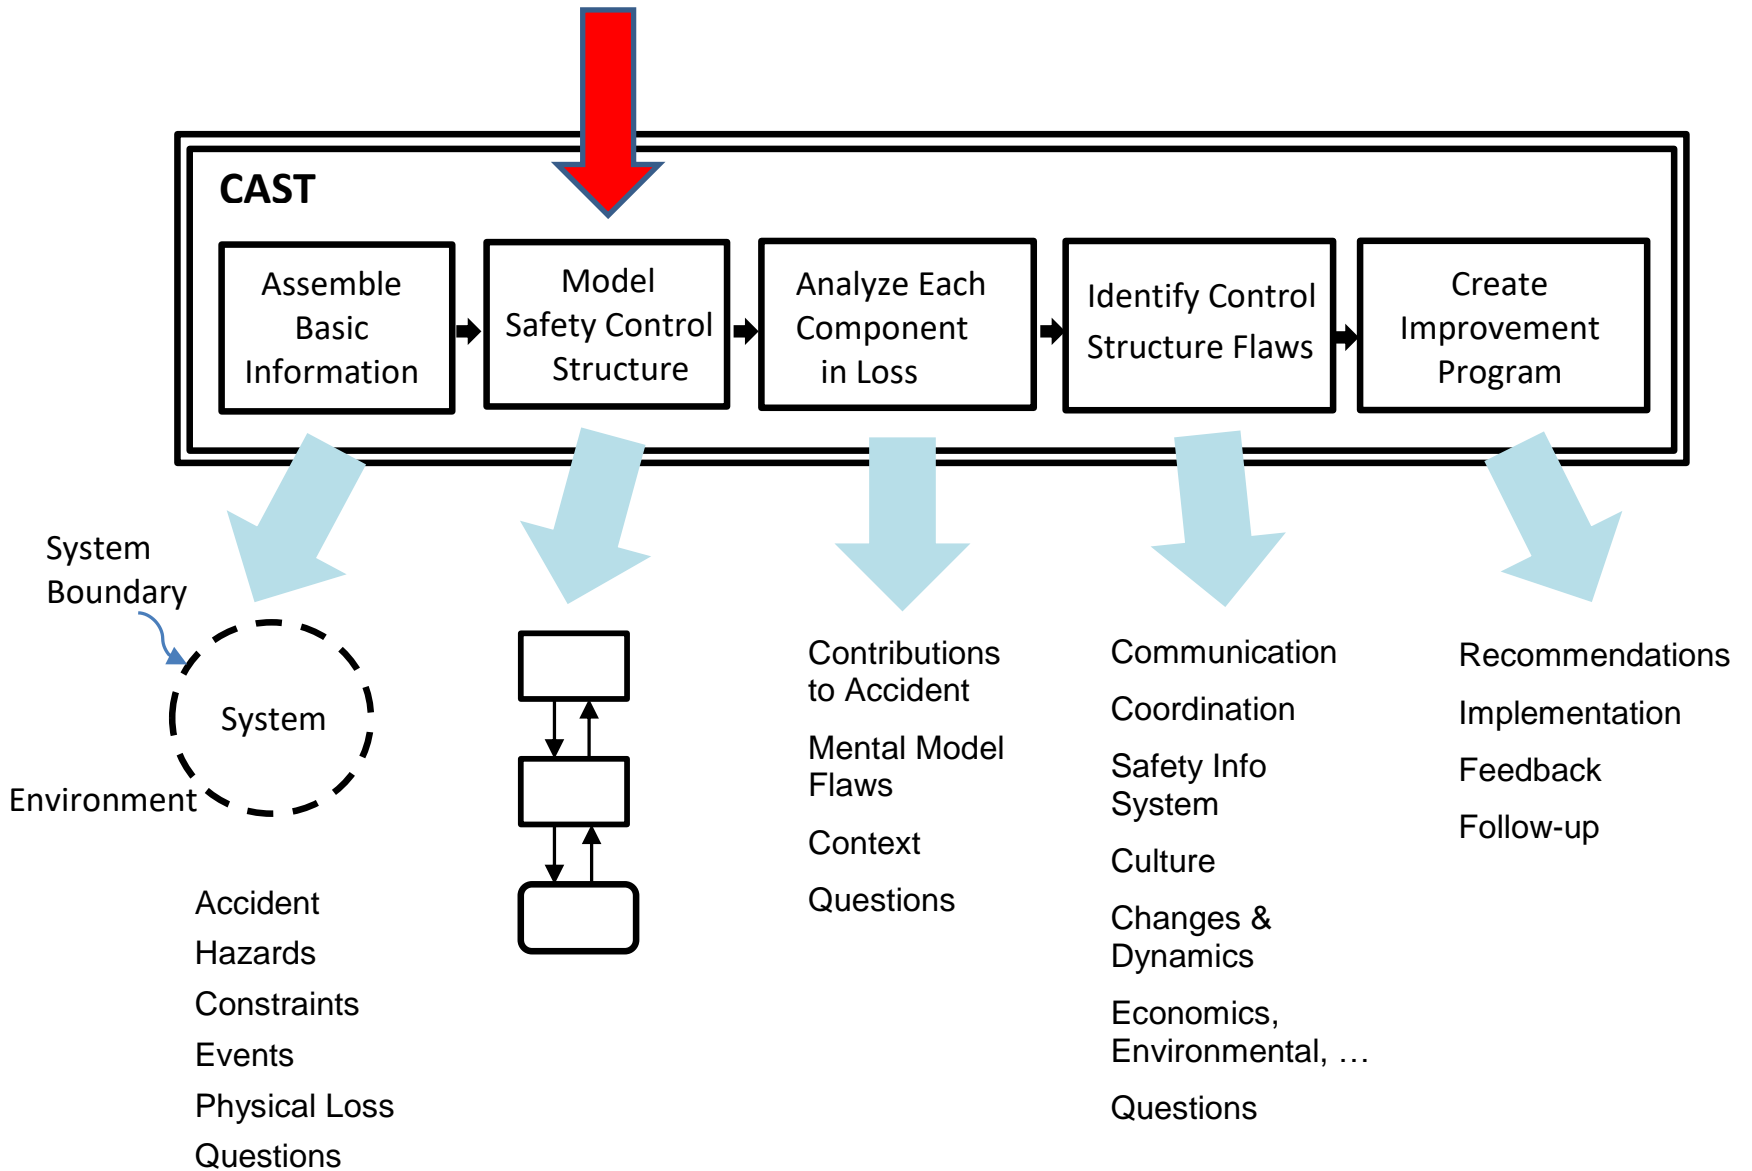 CAST
Assemble
Basic
Information
Model
Safety Control
Structure
Analyze Each
Component
in Loss
Identify Control
Structure Flaws
Create
Improvement
Program
System
Boundary
System
Environment
Accident
Hazards
Constraints
Events
Physical Loss
Questions
Contributions
to Accident
Mental Model
Flaws
Context
Questions
Communication
Coordination
Safety Info
System
Culture
Changes &
Dynamics
Economics,
Environmental, …
Questions
Recommendations
Implementation
Feedback
Follow-up